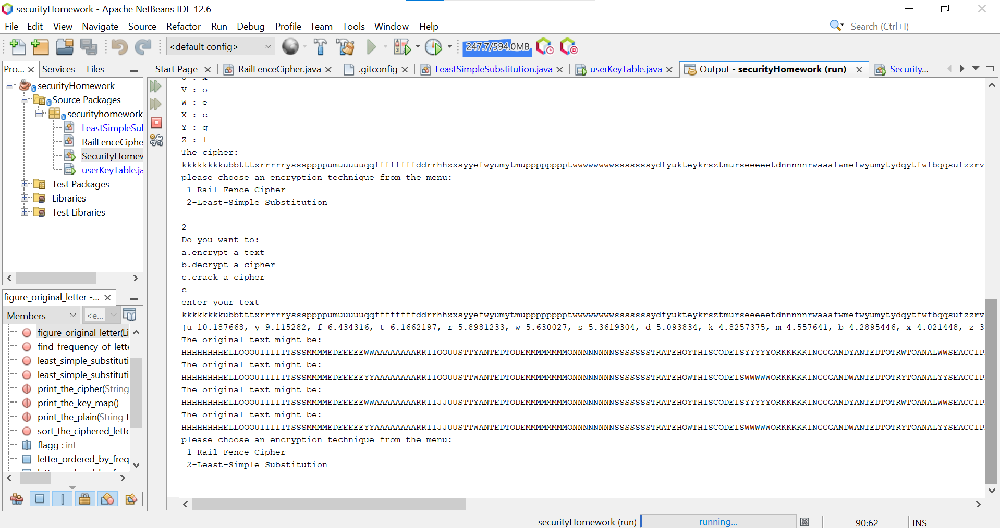 securityHomework - Apache NetBeans IDE 12.6
File Edit View Navigate Source Refactor Run Debug Profile Team Tools Window Help
Search (Ctrl+I)
<default config>
247.7/594.0MB
Pro... Services Files
Start Page RailFenceCipher.java .gitconfig LeastSimpleSubstitution.java userKeyTable.java Output - securityHomework (run) Security...
securityHomework
Source Packages
securityhomework
LeastSimpleSul
RailFenceCiphe
SecurityHomew
userKeyTable.ja
Test Packages
Libraries
Test Libraries
figure_original_letter -...
Members <e...
figure_original_letter(Li
find_frequency_of_lette
least_simple_substituti
least_simple_substituti
print_the_cipher(String
print_the_key_map()
print_the_plain(String t
sort_the_ciphered_lette
flagg : int
letter_ordered_by_freq
V : o
W : e
X : c
Y : q
Z : l
The cipher:
kkkkkkkkubbtttxrrrrrryssspppppumuuuuuqqffffffffddrrhhxxsyyefwyumytmupppppppptwwwwwwwwsssssssydfyukteykrsztmurseeeeetdnnnnnrwaaafwmefwyumytydqytfwfbqqsufzzrv
please choose an encryption technique from the menu:
1-Rail Fence Cipher
2-Least-Simple Substitution
2
Do you want to:
a.encrypt a text
b.decrypt a cipher
c.crack a cipher
c
enter your text
kkkkkkkkubbtttxrrrrrryssspppppumuuuuuqqffffffffddrrhhxxsyyefwyumytmupppppppptwwwwwwwwsssssssydfyukteykrsztmurseeeeetdnnnnnrwaaafwmefwyumytydqytfwfbqqsufzzrv
{u=10.187668, y=9.115282, f=6.434316, t=6.1662197, r=5.8981233, w=5.630027, s=5.3619304, d=5.093834, k=4.8257375, m=4.557641, b=4.2895446, x=4.021448, z=3
The original text might be:
HHHHHHHHELLOOOUIIIIIITSSSMMMMEDEEEEEWWAAAAAAAARRIIQQUUSTTYANTEDTODEMMMMMMMMONNNNNNNNSSSSSSSTRATEHOYTHISCODEISYYYYYORKKKKKINGGGANDYANTEDTOTRWTOANALWWSEACCIP
The original text might be:
HHHHHHHHELLOOOUIIIIIITSSSMMMMEDEEEEEYYAAAAAAAARRIIQQUUSTTWANTEDTODEMMMMMMMMONNNNNNNNSSSSSSSTRATEHOWTHISCODEISWWWWWORKKKKKINGGGANDWANTEDTOTRYTOANALYYSEACCIP
The original text might be:
HHHHHHHHELLOOOUIIIIIITSSSMMMMEDEEEEEWWAAAAAAAARRIIJJUUSTTYANTEDTODEMMMMMMMMONNNNNNNNSSSSSSSTRATEHOYTHISCODEISYYYYYORKKKKKINGGGANDYANTEDTOTRWTOANALWWSEACCIP
The original text might be:
HHHHHHHHELLOOOUIIIIIITSSSMMMMEDEEEEEYYAAAAAAAARRIIJJUUSTTWANTEDTODEMMMMMMMMONNNNNNNNSSSSSSSTRATEHOWTHISCODEISWWWWWORKKKKKINGGGANDWANTEDTOTRYTOANALYYSEACCIP
please choose an encryption technique from the menu:
1-Rail Fence Cipher
2-Least-Simple Substitution
securityHomework (run) running... 90:62 INS